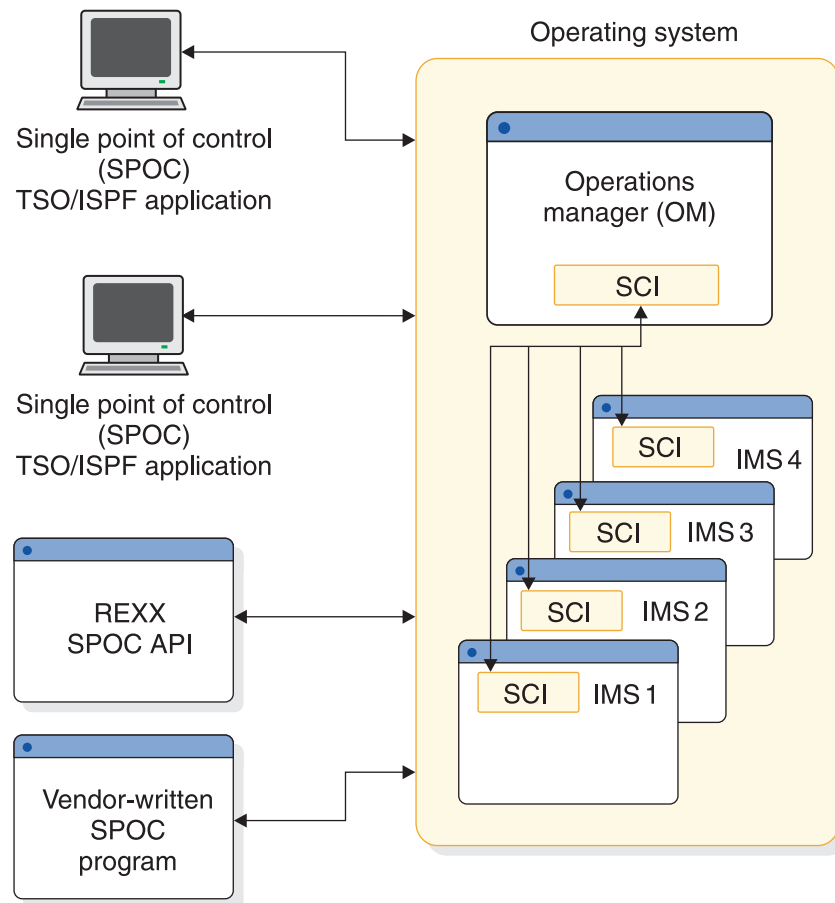 Operating system
Single point of control
(SPOC)
TSO/ISPF application
Operations
manager (OM)
SCI
Single point of control
(SPOC)
TSO/ISPF application
SCI
IMS 4
SCI
IMS 3
REXX
SPOC API
SCI
IMS 2
SCI
IMS 1
Vendor-written
SPOC
program